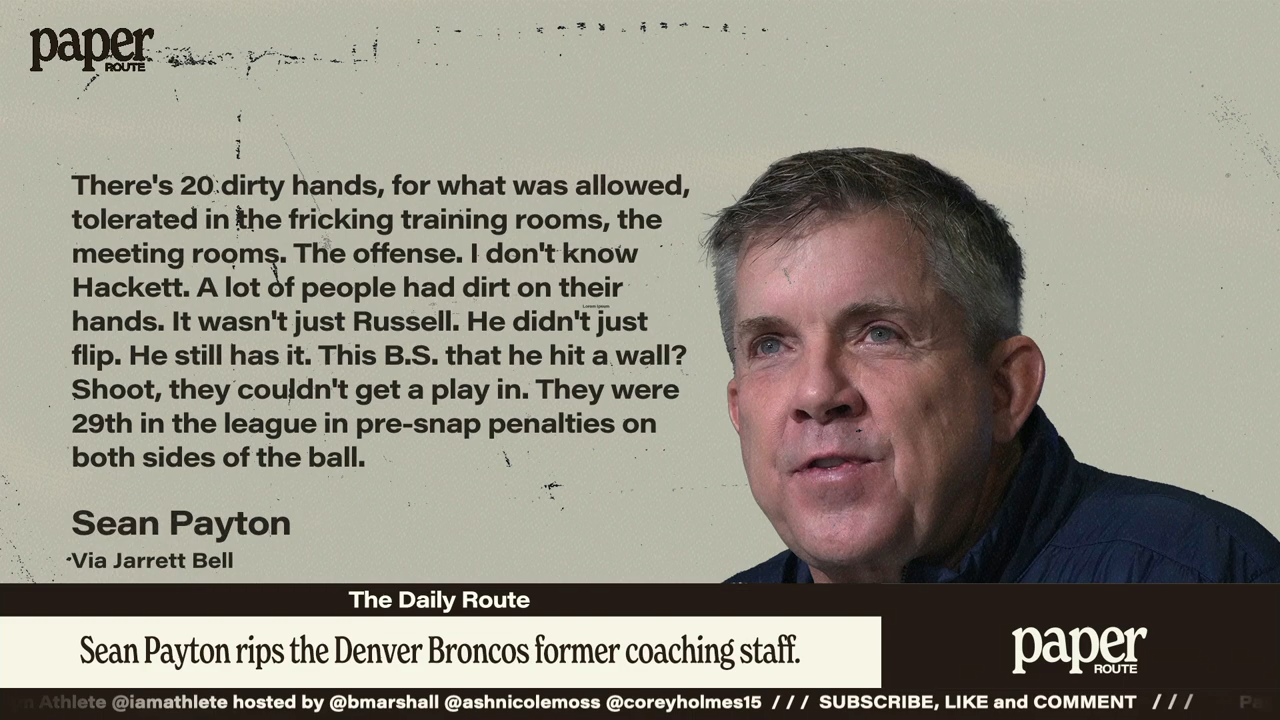 paper
ROUTE
There's 20 dirty hands, for what was allowed,
tolerated in the fricking training rooms, the
meeting rooms. The offense. I don't know
Hackett. A lot of people had dirt on their
Lorem Ipsum
hands. It wasn't just Russell. He didn't just
flip. He still has it. This B.S. that he hit a wall?
Shoot, they couldn't get a play in. They were
29th in the league in pre-snap penalties on
both sides of the ball.
Sean Payton
Via Jarrett Bell
The Daily Route
Sean Payton rips the Denver Broncos former coaching staff.
paper
ROUTE
Athlete @iamathlete hosted by @bmarshall @ashnicolemoss @coreyholmes15 / / / SUBSCRIBE, LIKE and COMMENT / / /